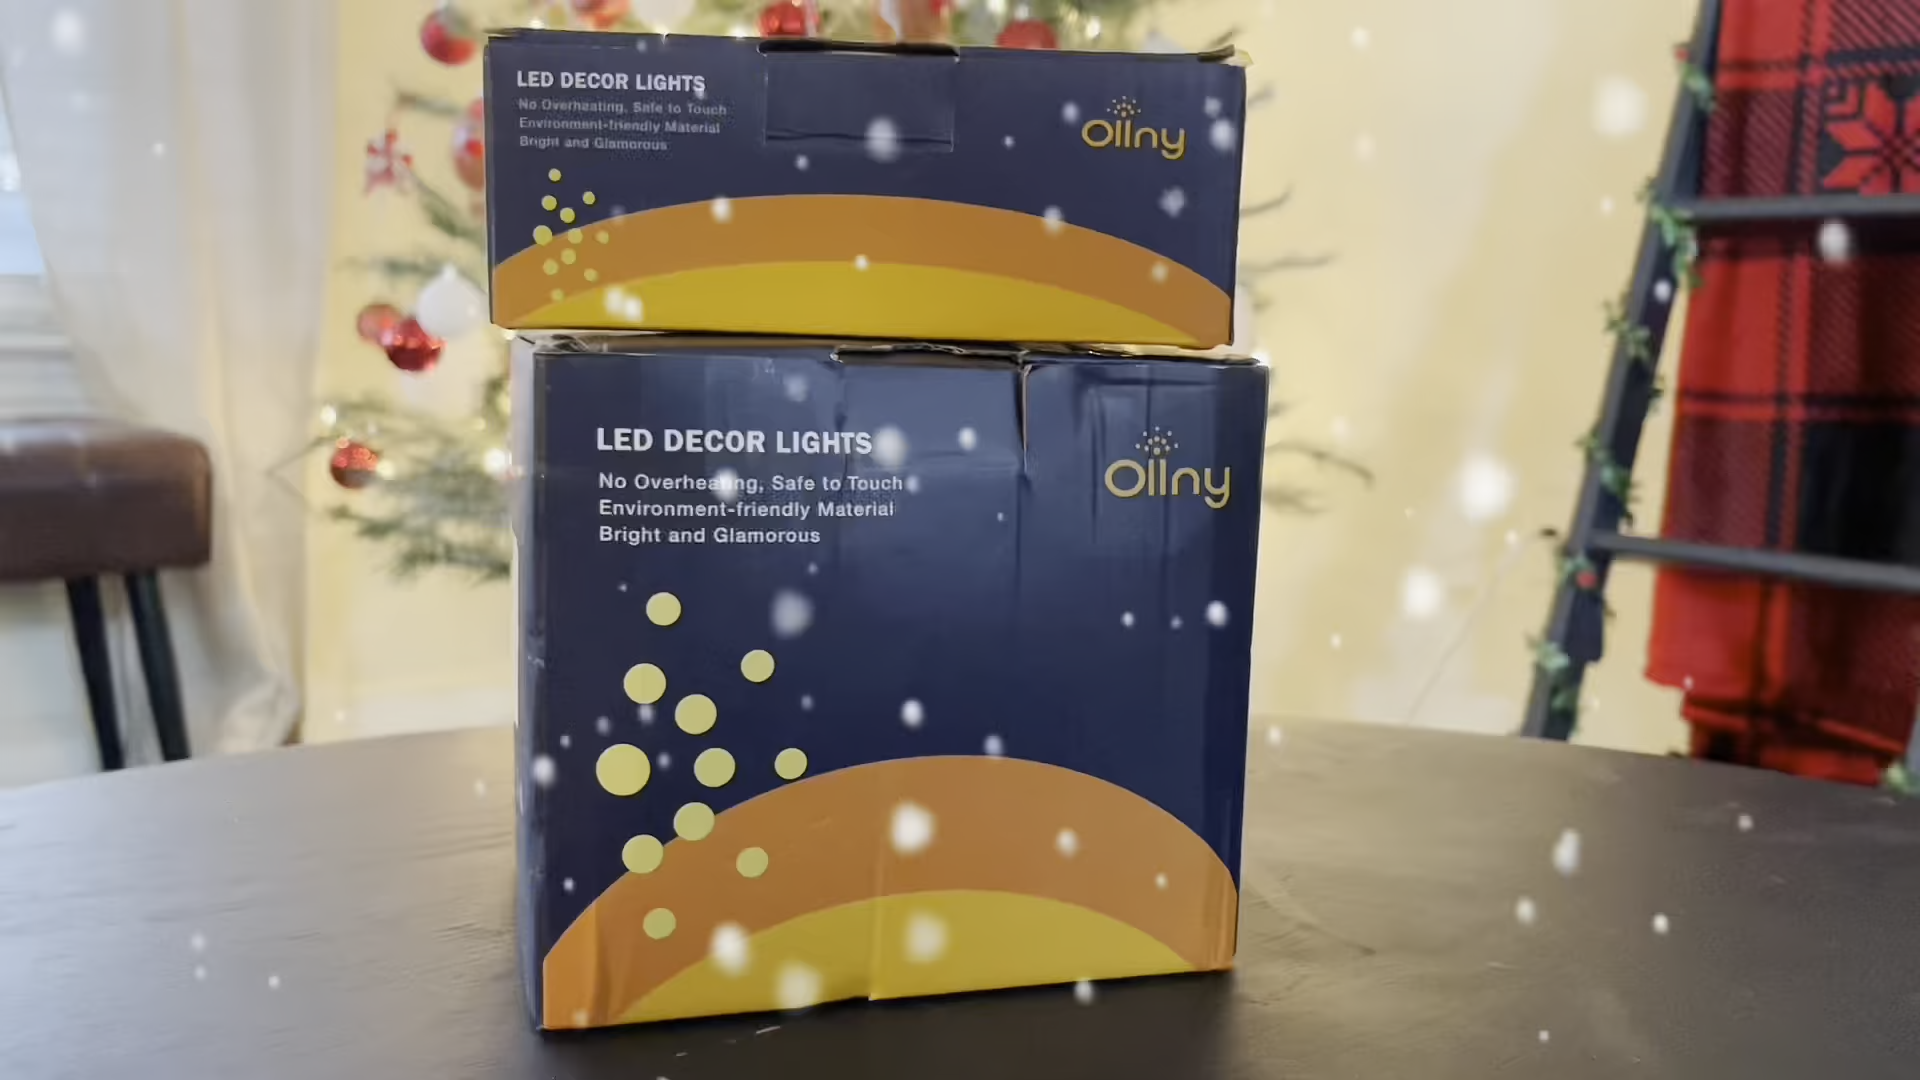 LED DECOR LIGHTS
No Overheating, Safe to Touch
Environment-friendly Material
Bright and Glamorous
Ollny
LED DECOR LIGHTS
No Overheating, Safe to Touch
Environment-friendly Material
Bright and Glamorous
Ollny